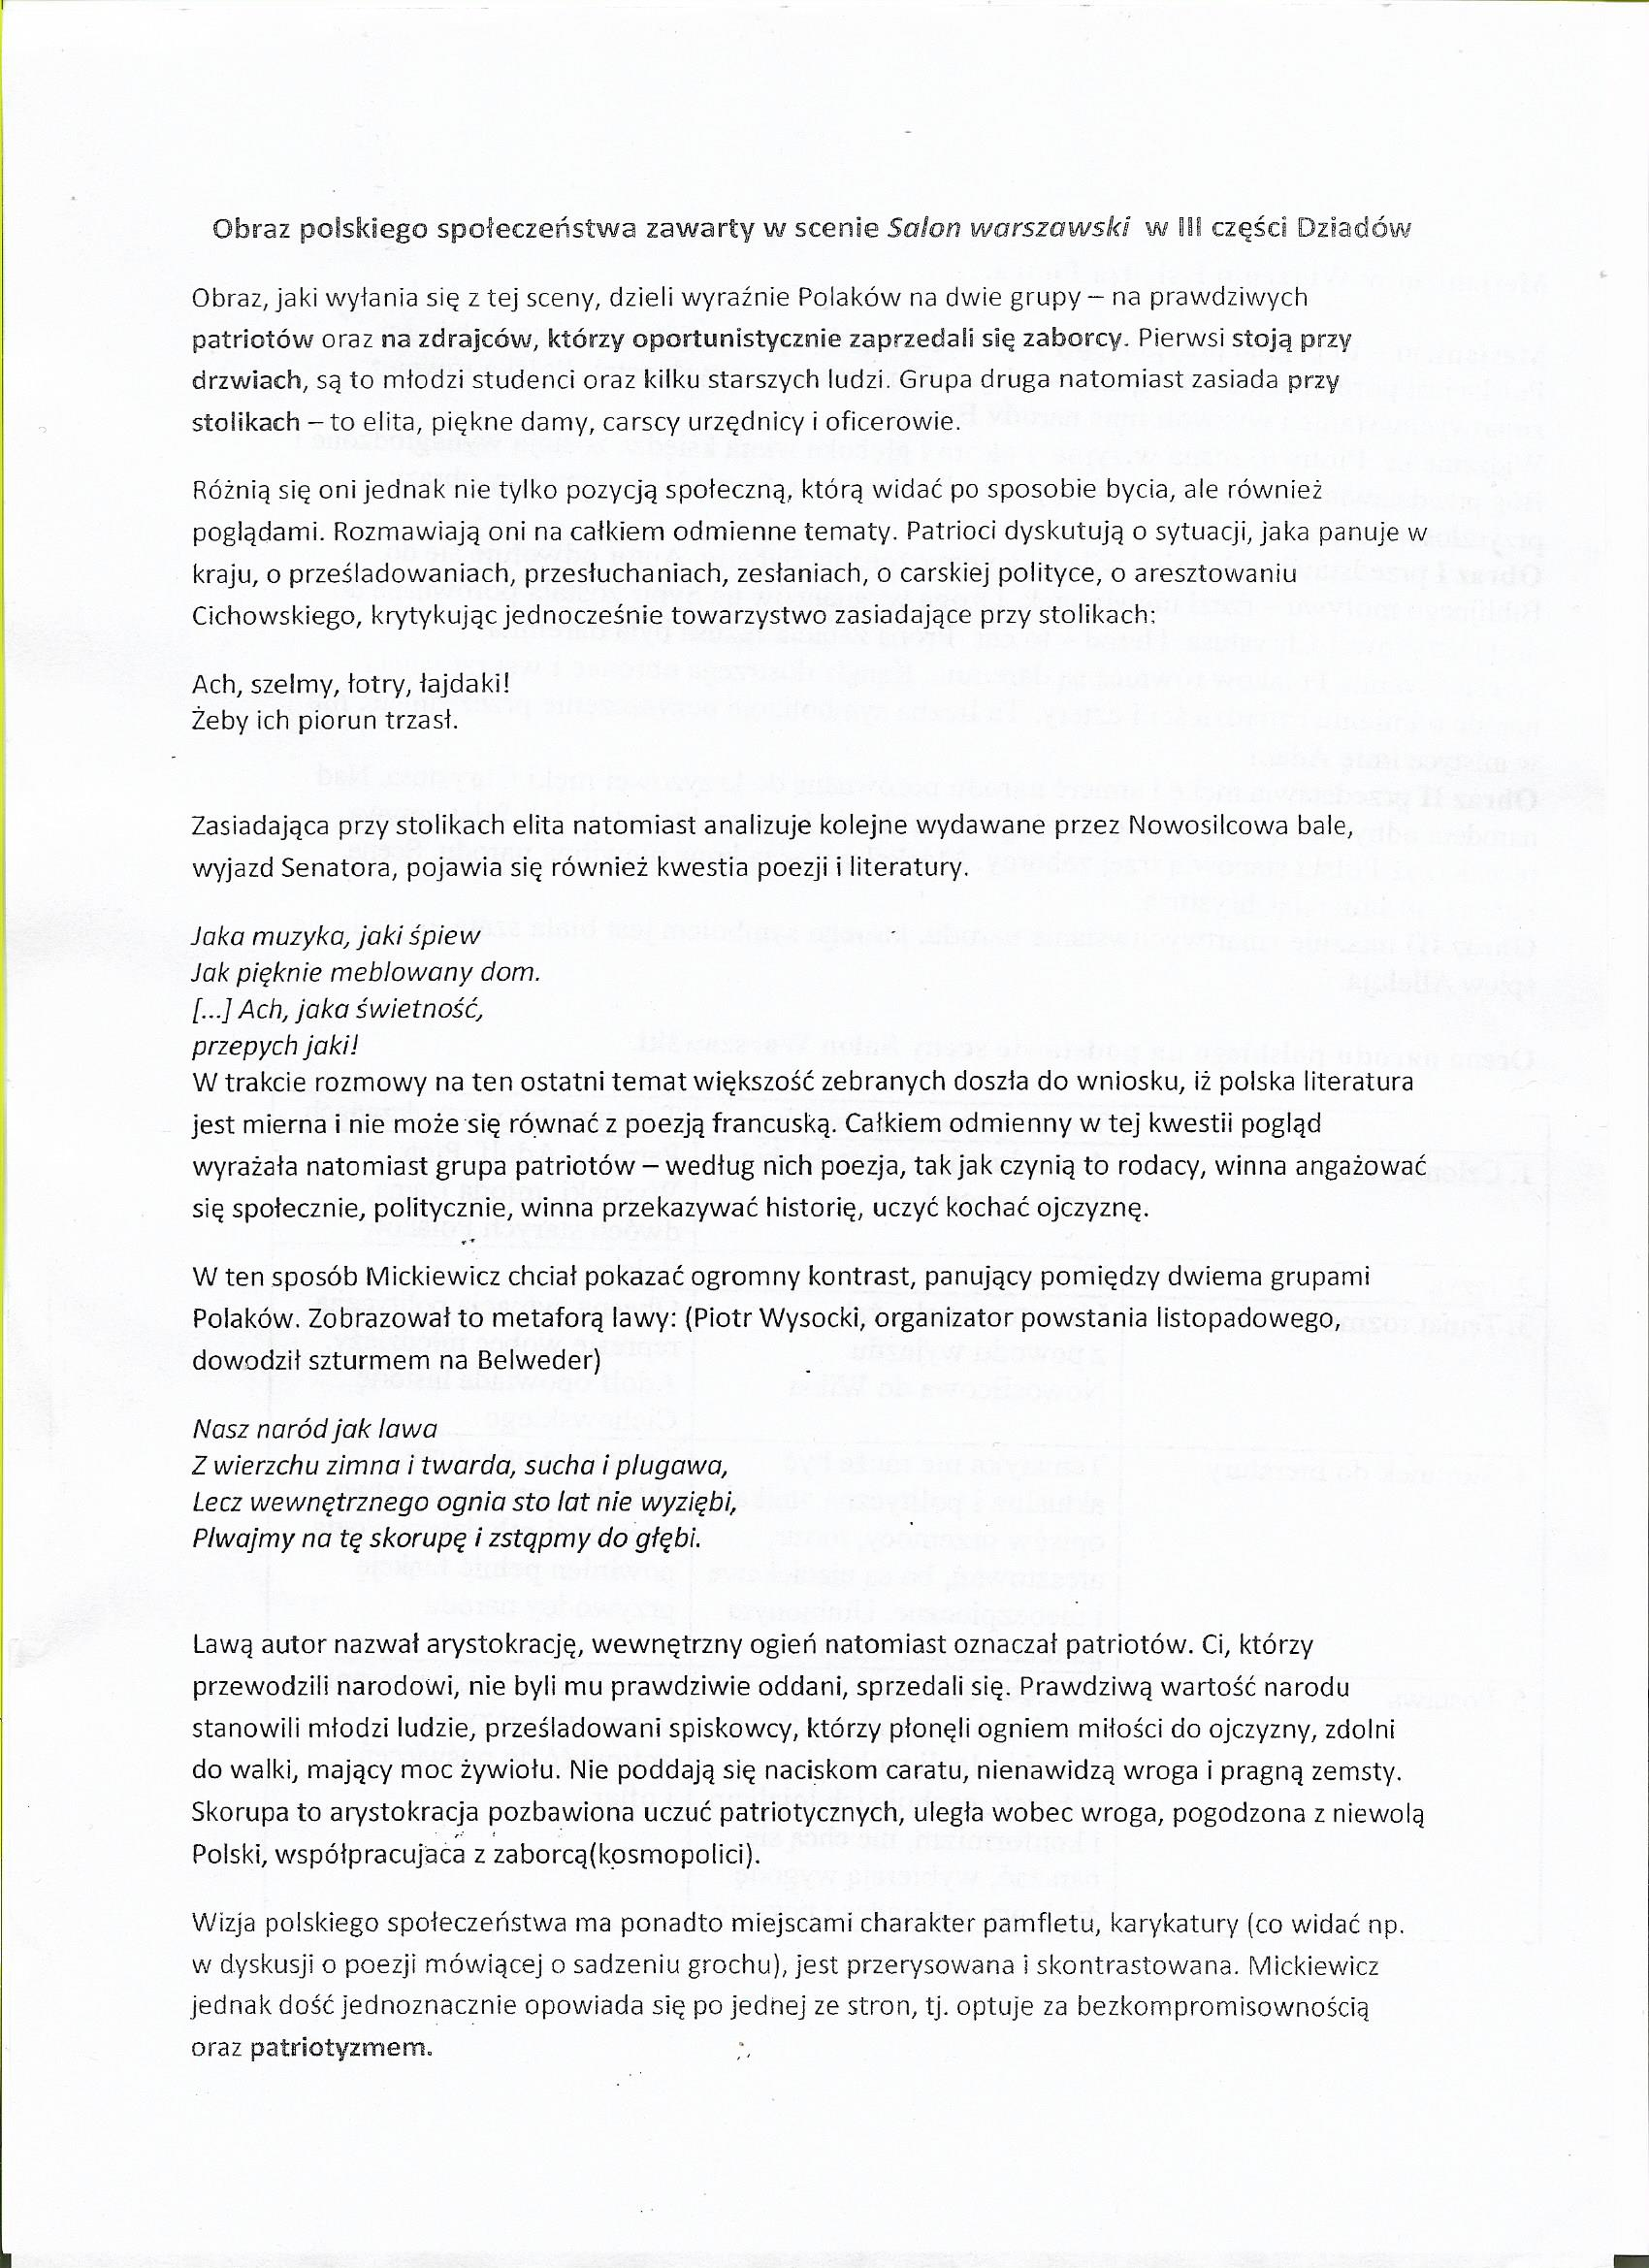 Obraz polskiego społeczeństwa zawarty w scenie Salon warszawski w III części Dziadów
Obraz, jaki wyłania się z tej sceny, dzieli wyraźnie Polaków na dwie grupy – na prawdziwych
patriotów oraz na zdrajców, którzy oportunistycznie zaprzedali się zaborcy. Pierwsi stoją przy
drzwiach, są to młodzi studenci oraz kilku starszych ludzi. Grupa druga natomiast zasiada przy
stolikach – to elita, piękne damy, carscy urzędnicy i oficerowie.
Różnią się oni jednak nie tylko pozycją społeczną, którą widać po sposobie bycia, ale również
poglądami. Rozmawiają oni na całkiem odmienne tematy. Patrioci dyskutują o sytuacji, jaka panuje w
kraju, o prześladowaniach, przesłuchaniach, zesłaniach, o carskiej polityce, o aresztowaniu
Cichowskiego, krytykując jednocześnie towarzystwo zasiadające przy stolikach:
Ach, szelmy, łotry, łajdaki!
Żeby ich piorun trzasł.
Zasiadająca przy stolikach elita natomiast analizuje kolejne wydawane przez Nowosilcowa bale,
wyjazd Senatora, pojawia się również kwestia poezji i literatury.
Jaka muzyka, jaki śpiew
Jak pięknie meblowany dom.
[...] Ach, jaka świetność,
przepych jaki!
W trakcie rozmowy na ten ostatni temat większość zebranych doszła do wniosku, iż polska literatura
jest mierna i nie może się równać z poezją francuską. Całkiem odmienny w tej kwestii pogląd
wyrażała natomiast grupa patriotów – według nich poezja, tak jak czynią to rodacy, winna angażować
się społecznie, politycznie, winna przekazywać historię, uczyć kochać ojczyznę.
W ten sposób Mickiewicz chciał pokazać ogromny kontrast, panujący pomiędzy dwiema grupami
Polaków. Zobrazował to metaforą lawy: (Piotr Wysocki, organizator powstania listopadowego,
dowodził szturmem na Belweder)
Nasz naród jak lawa
Z wierzchu zimna i twarda, sucha i plugawa,
Lecz wewnętrznego ognia sto lat nie wyziębi,
Plwajmy na tę skorupę i zstąpmy do głębi.
Lawą autor nazwał arystokrację, wewnętrzny ogień natomiast oznaczał patriotów. Ci, którzy
przewodzili narodowi, nie byli mu prawdziwie oddani, sprzedali się. Prawdziwą wartość narodu
stanowili młodzi ludzie, prześladowani spiskowcy, którzy płonęli ogniem miłości do ojczyzny, zdolni
do walki, mający moc żywiołu. Nie poddają się naciskom caratu, nienawidzą wroga i pragną zemsty.
Skorupa to arystokracja pozbawiona uczuć patriotycznych, uległa wobec wroga, pogodzona z niewolą
Polski, współpracująca z zaborcą(kosmopolici).
Wizja polskiego społeczeństwa ma ponadto miejscami charakter pamfletu, karykatury (co widać np.
w dyskusji o poezji mówiącej o sadzeniu grochu), jest przerysowana i skontrastowana. Mickiewicz
jednak dość jednoznacznie opowiada się po jednej ze stron, tj. optuje za bezkompromisownością
oraz patriotyzmem.